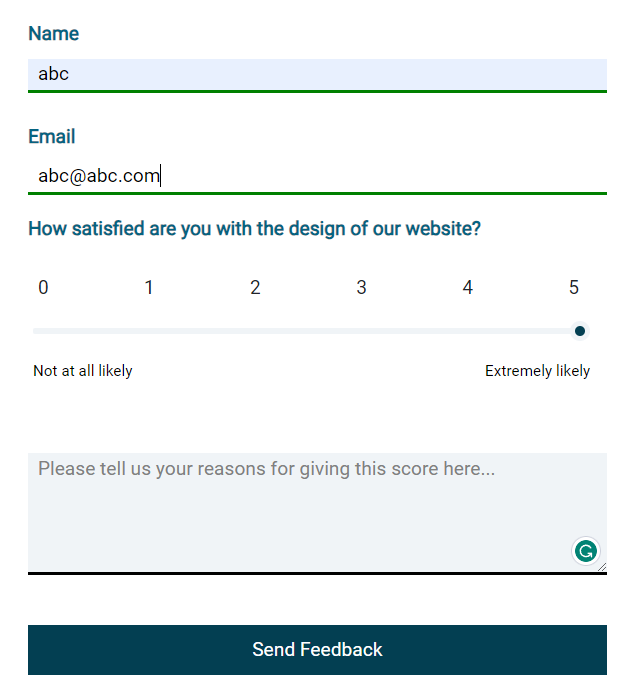 Name
abc
Email
abc@abc.com
How satisfied are you with the design of our website?
0 1 2 3 4 5
Not at all likely Extremely likely
Please tell us your reasons for giving this score here...
Send Feedback